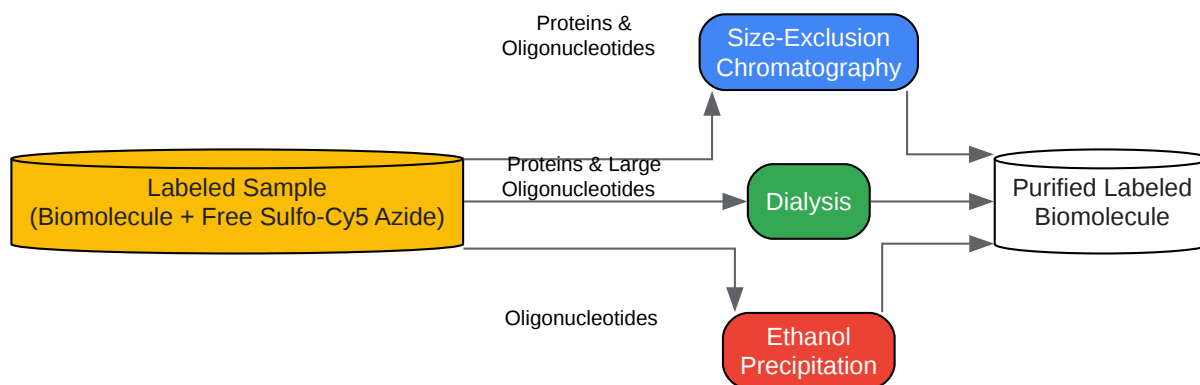 Proteins &
Oligonucleotides
Size-Exclusion
Chromatography
Labeled Sample
(Biomolecule + Free Sulfo-Cy5 Azide)
Proteins & Large
Oligonucleotides
Dialysis
Purified Labeled
Biomolecule
Oligonucleotides
Ethanol
Precipitation